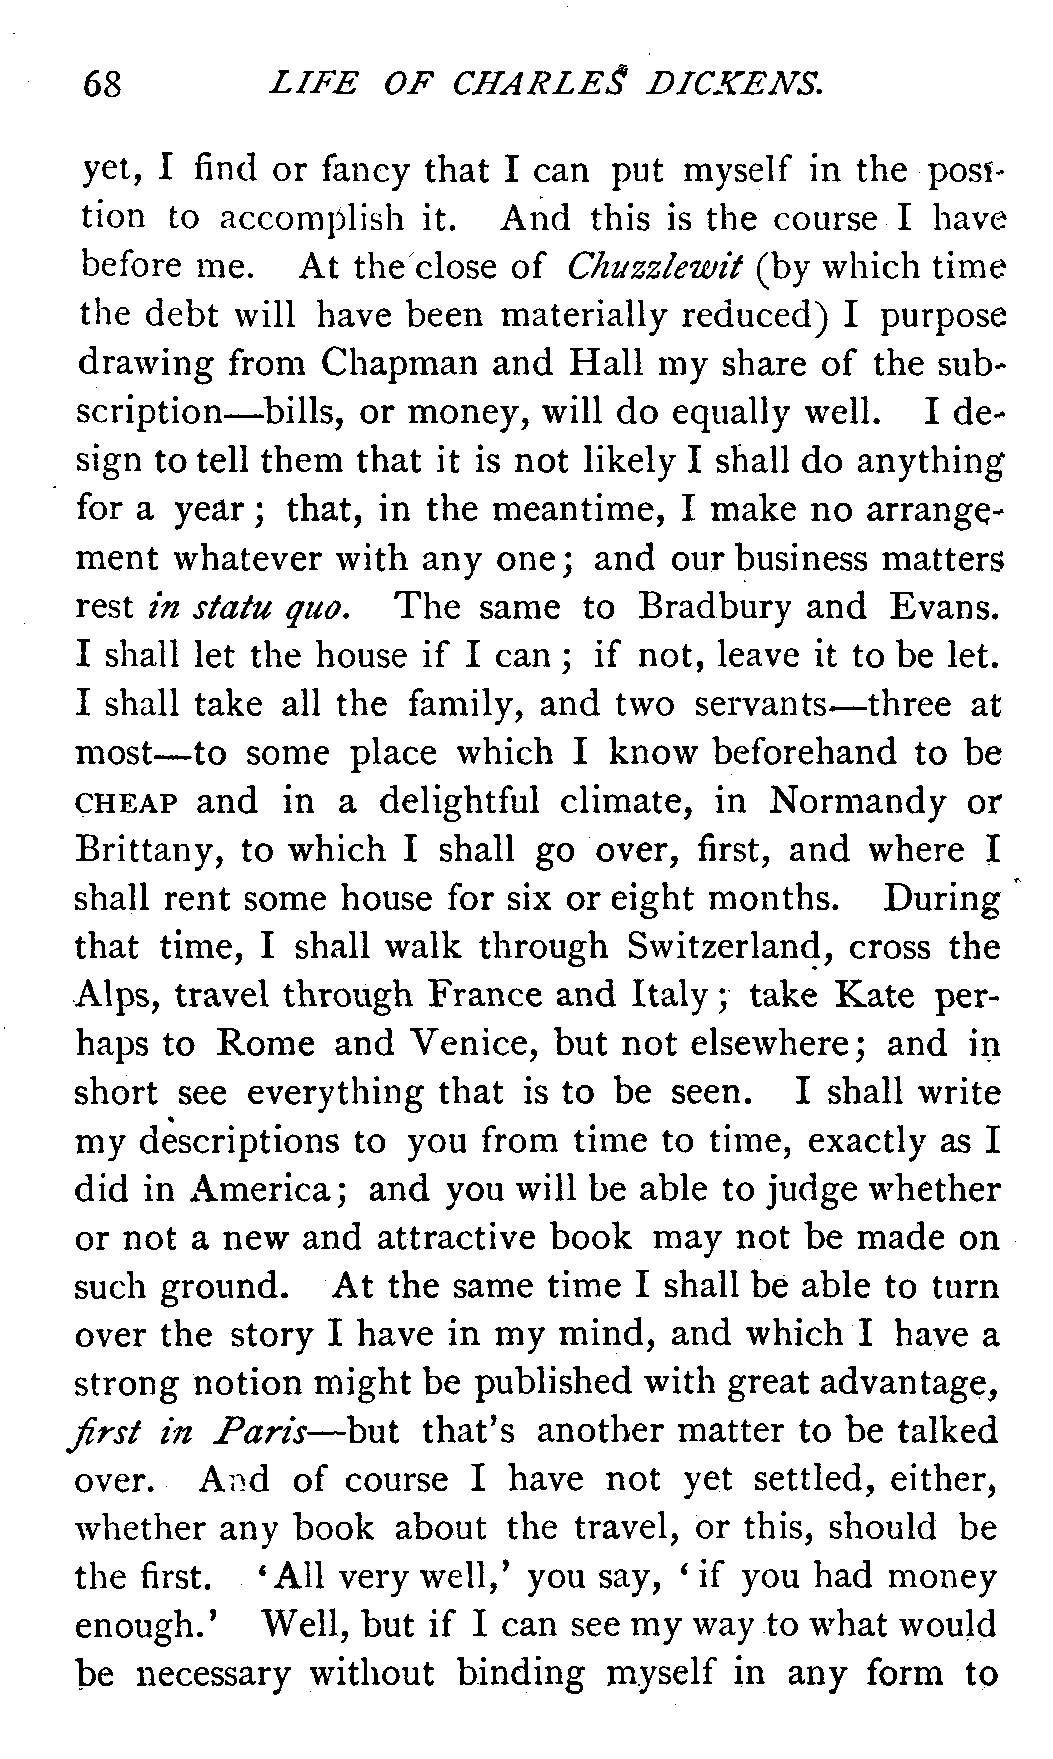 68 LIFE OF CHARLES DICKENS.
yet, I find or fancy that I can put myself in the posi-
tion to accomplish it. And this is the course I have
before me. At the close of Chuzzlewit (by which time
the debt will have been materially reduced) I purpose
drawing from Chapman and Hall my share of the sub-
scription—bills, or money, will do equally well. I de-
sign to tell them that it is not likely I shall do anything
for a year; that, in the meantime, I make no arrange-
ment whatever with any one; and our business matters
rest in statu quo. The same to Bradbury and Evans.
I shall let the house if I can; if not, leave it to be let.
I shall take all the family, and two servants—three at
most—to some place which I know beforehand to be
CHEAP and in a delightful climate, in Normandy or
Brittany, to which I shall go over, first, and where I
shall rent some house for six or eight months. During
that time, I shall walk through Switzerland, cross the
Alps, travel through France and Italy; take Kate per-
haps to Rome and Venice, but not elsewhere; and in
short see everything that is to be seen. I shall write
my descriptions to you from time to time, exactly as I
did in America; and you will be able to judge whether
or not a new and attractive book may not be made on
such ground. At the same time I shall be able to turn
over the story I have in my mind, and which I have a
strong notion might be published with great advantage,
first in Paris—but that's another matter to be talked
over. And of course I have not yet settled, either,
whether any book about the travel, or this, should be
the first. ‘All very well,’ you say, ‘if you had money
enough.’ Well, but if I can see my way to what would
be necessary without binding myself in any form to